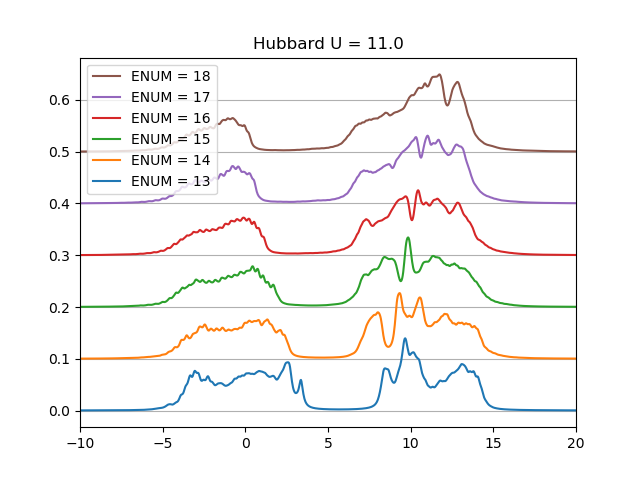 Hubbard U = 11.0
ENUM = 18
ENUM = 17
ENUM = 16
ENUM = 15
ENUM = 14
ENUM = 13
0.6
0.5
0.4
0.3
0.2
0.1
0.0
−10 −5 0 5 10 15 20